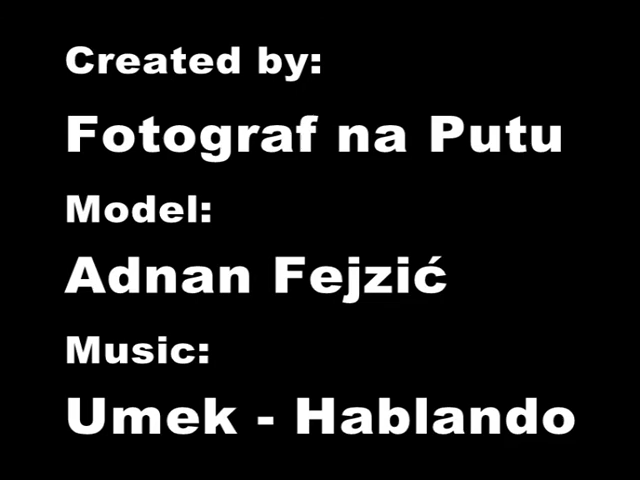 Created by:
Fotograf na Putu
Model:
Adnan Fejzić
Music:
Umek - Hablando